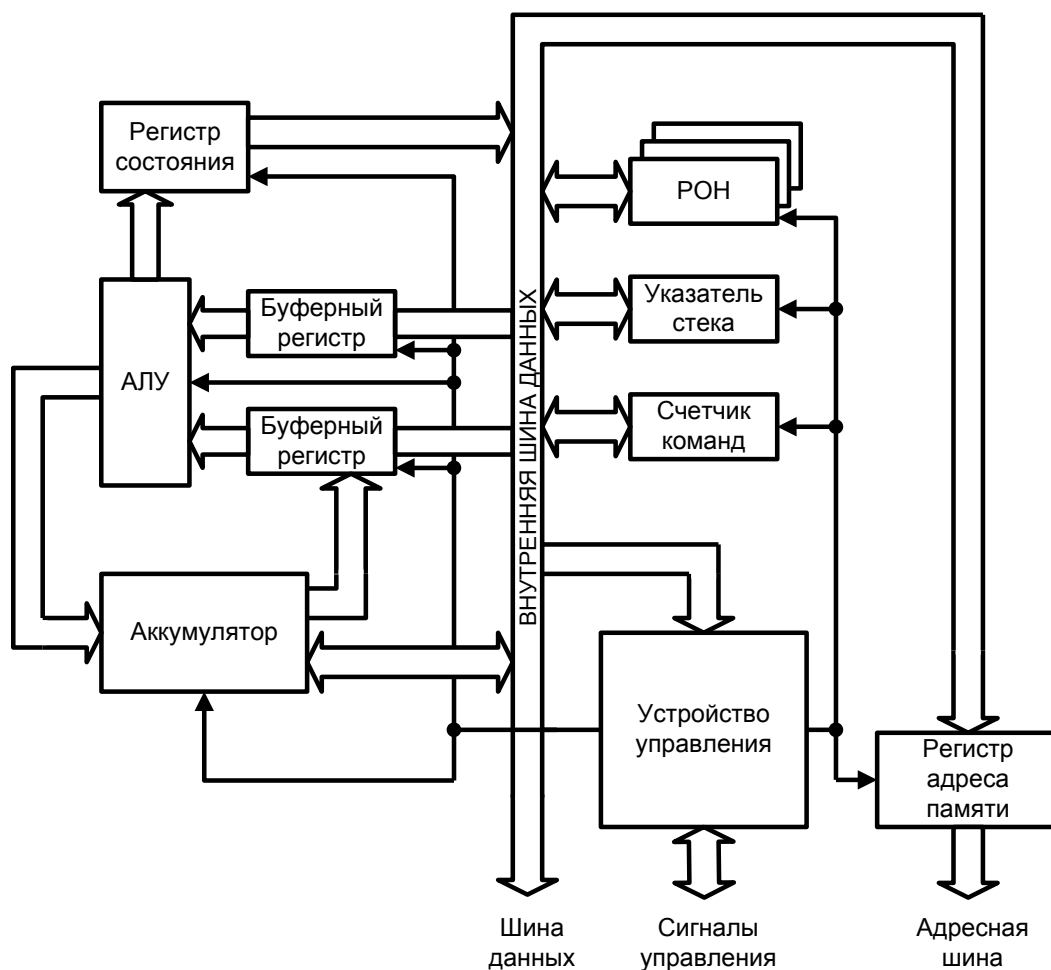 Регистр
состояния
РОН
Буферный
регистр
Указатель
стека
АЛУ
Буферный
регистр
Счетчик
команд
ВНУТРЕННЯЯ ШИНА ДАННЫХ
Аккумулятор
Устройство
управления
Регистр
адреса
памяти
Шина
данных
Сигналы
управления
Адресная
шина